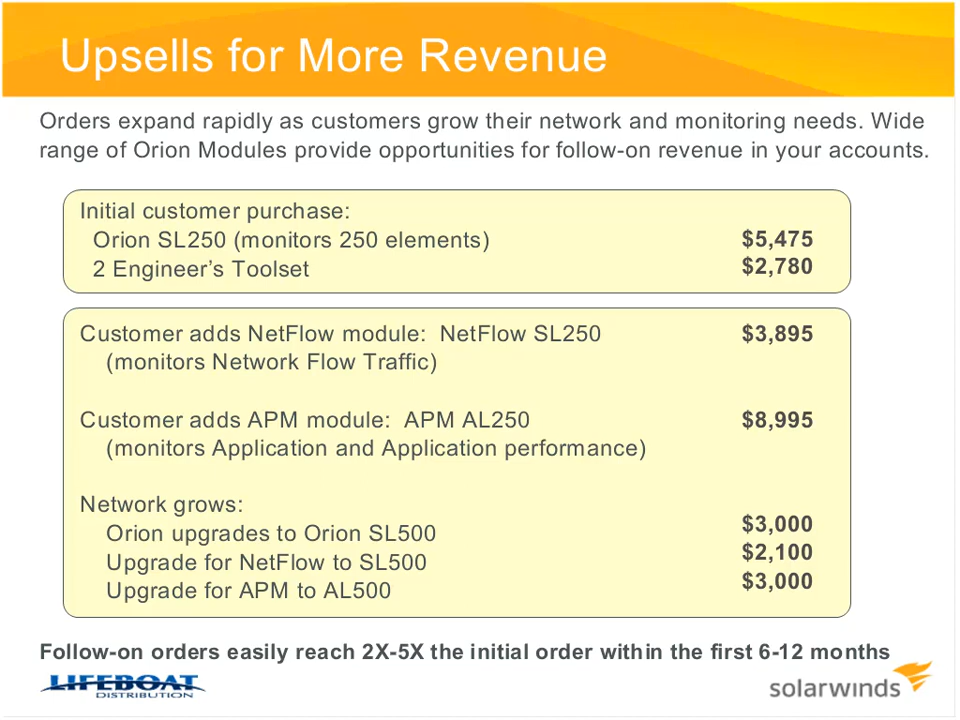 Upsells for More Revenue
Orders expand rapidly as customers grow their network and monitoring needs. Wide
range of Orion Modules provide opportunities for follow-on revenue in your accounts.
Initial customer purchase:
Orion SL250 (monitors 250 elements) $5,475
2 Engineer’s Toolset $2,780
Customer adds NetFlow module: NetFlow SL250 $3,895
(monitors Network Flow Traffic)
Customer adds APM module: APM AL250 $8,995
(monitors Application and Application performance)
Network grows:
Orion upgrades to Orion SL500 $3,000
Upgrade for NetFlow to SL500 $2,100
Upgrade for APM to AL500 $3,000
Follow-on orders easily reach 2X-5X the initial order within the first 6-12 months
LIFEBOAT
DISTRIBUTION
solarwinds